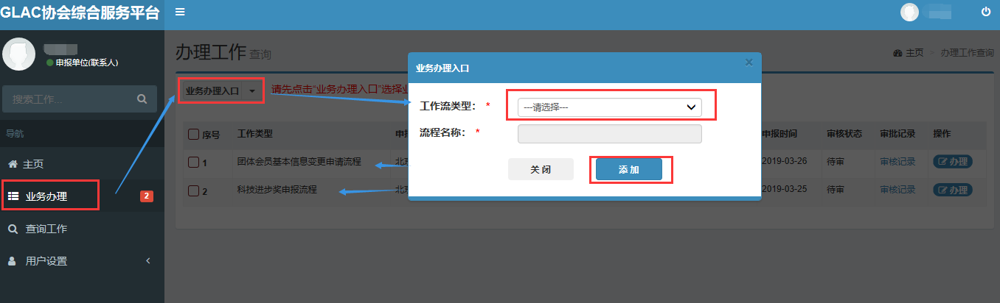 GLAC协会综合服务平台
申报单位(联系人)
搜索工作...
导航
主页
业务办理
2
查询工作
用户设置
办理工作 查询
主页 > 办理工作查询
业务办理入口
请先点击"业务办理入口"选择业
序号 工作类型 申报时间 审核状态 审批记录 操作
1 团体会员基本信息变更申请流程 2019-03-26 待审 审核记录 办理
2 科技进步奖申报流程 2019-03-25 待审 审核记录 办理
业务办理入口 ×
工作流类型： * ---请选择---
流程名称： *
关 闭 添 加